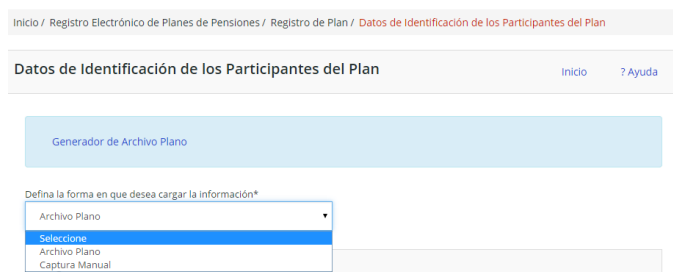 Inicio / Registro Electrónico de Planes de Pensiones / Registro de Plan / Datos de Identificación de los Participantes del Plan
Datos de Identificación de los Participantes del Plan Inicio ? Ayuda
Generador de Archivo Plano
Defina la forma en que desea cargar la información*
Archivo Plano
Seleccione
Archivo Plano
Captura Manual